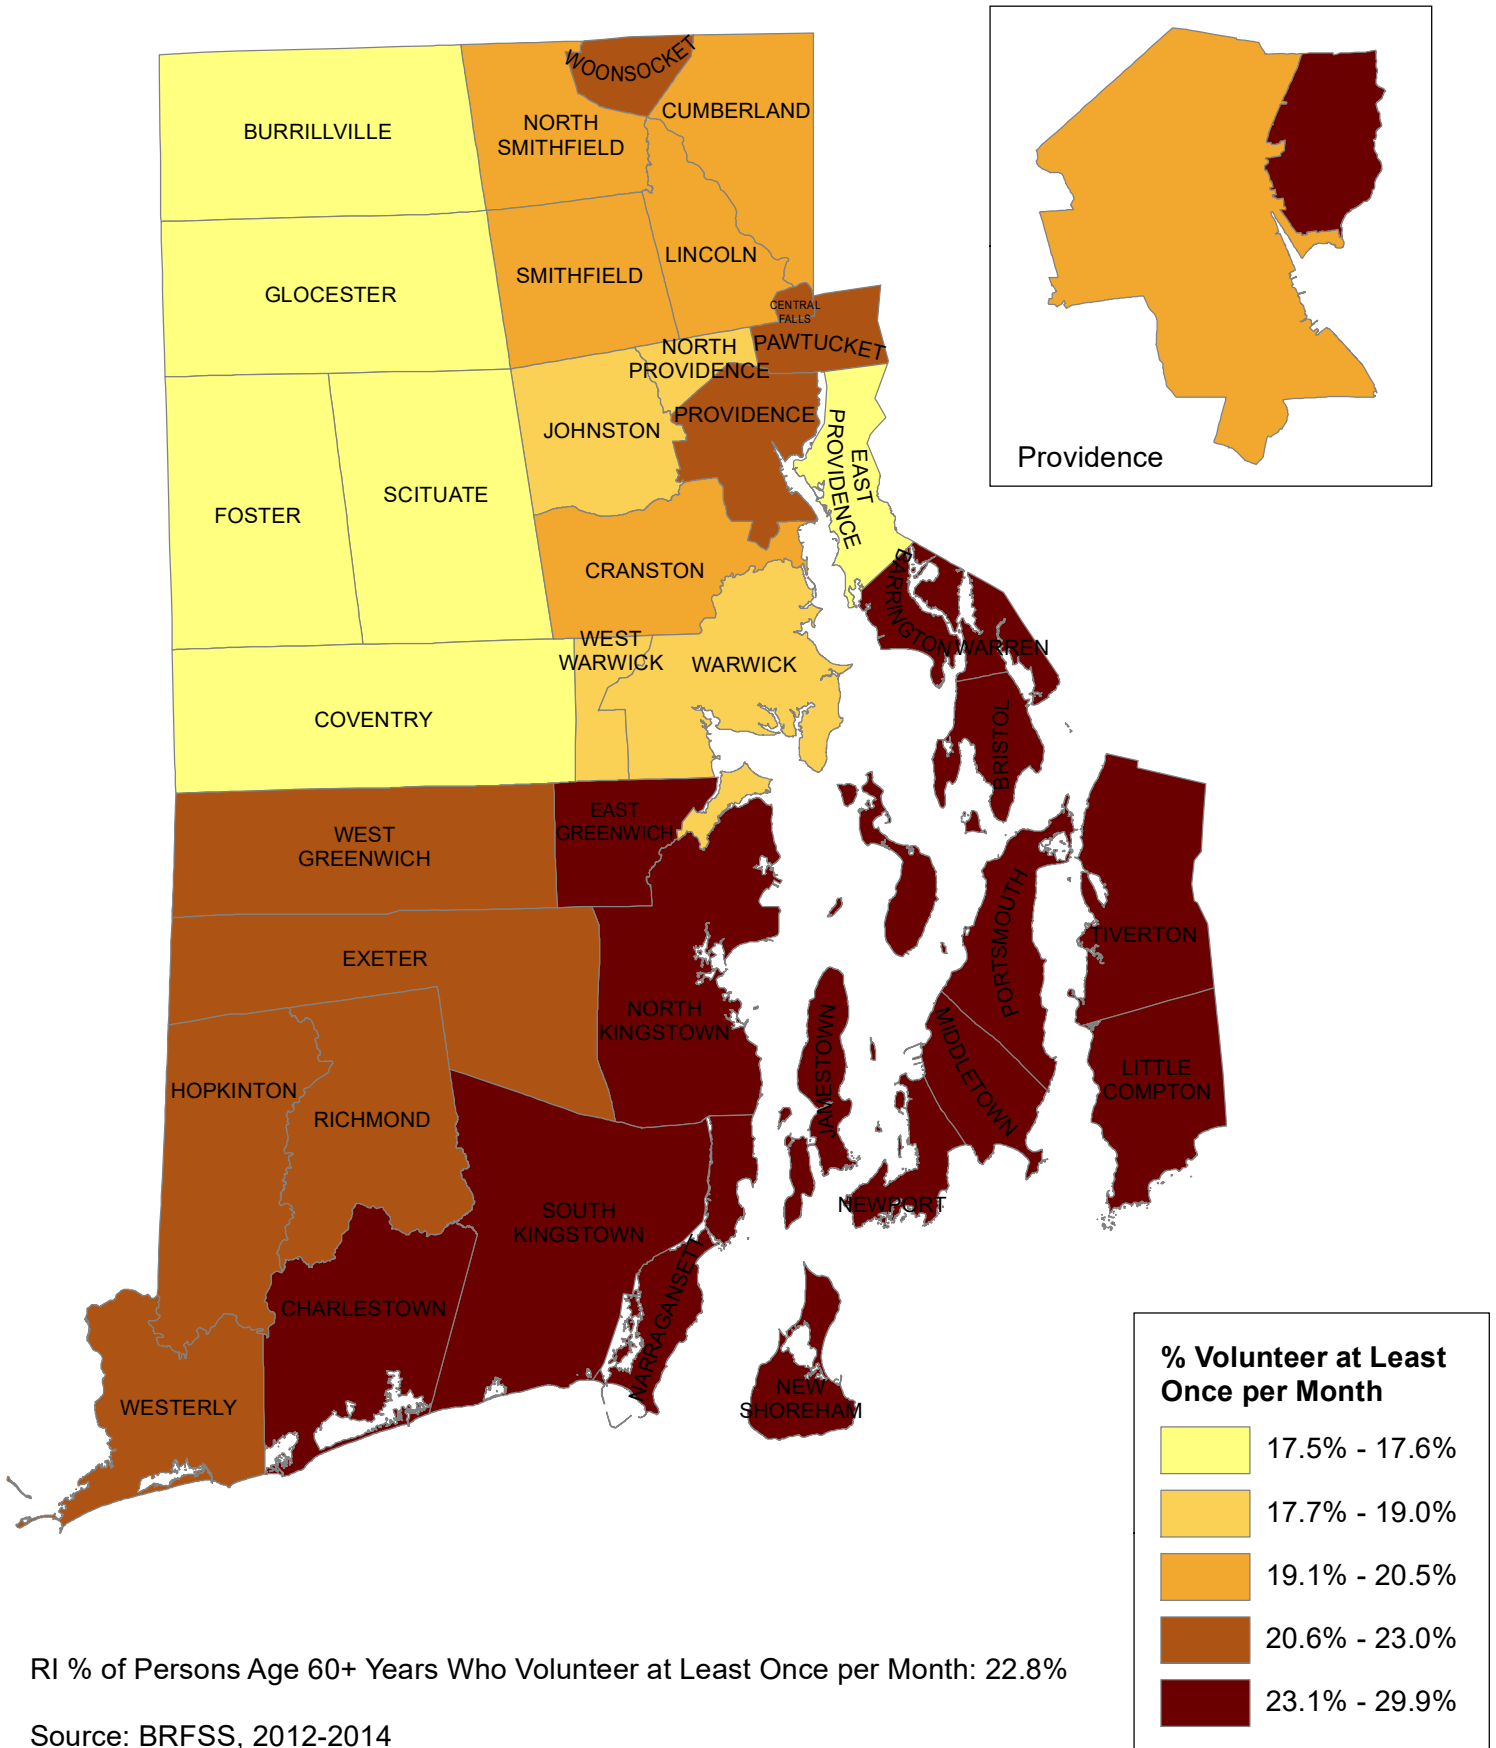 WOONSOCKET
CUMBERLAND
BURRILLVILLE
NORTH
SMITHFIELD
LINCOLN
SMITHFIELD
GLOCESTER
CENTRAL
FALLS
NORTH
PROVIDENCE
PAWTUCKET
PROVIDENCE
JOHNSTON
EAST
PROVIDENCE
SCITUATE
FOSTER
CRANSTON
BARRINGTON
WARREN
WEST
WARWICK
WARWICK
COVENTRY
BRISTOL
EAST
GREENWICH
WEST
GREENWICH
PORTSMOUTH
TIVERTON
EXETER
NORTH
KINGSTOWN
JAMESTOWN
MIDDLETOWN
LITTLE
COMPTON
HOPKINTON
RICHMOND
NEWPORT
SOUTH
KINGSTOWN
NARRAGANSETT
CHARLESTOWN
NEW
SHOREHAM
WESTERLY
Providence
% Volunteer at Least
Once per Month
17.5% - 17.6%
17.7% - 19.0%
19.1% - 20.5%
20.6% - 23.0%
23.1% - 29.9%
RI % of Persons Age 60+ Years Who Volunteer at Least Once per Month: 22.8%
Source: BRFSS, 2012-2014